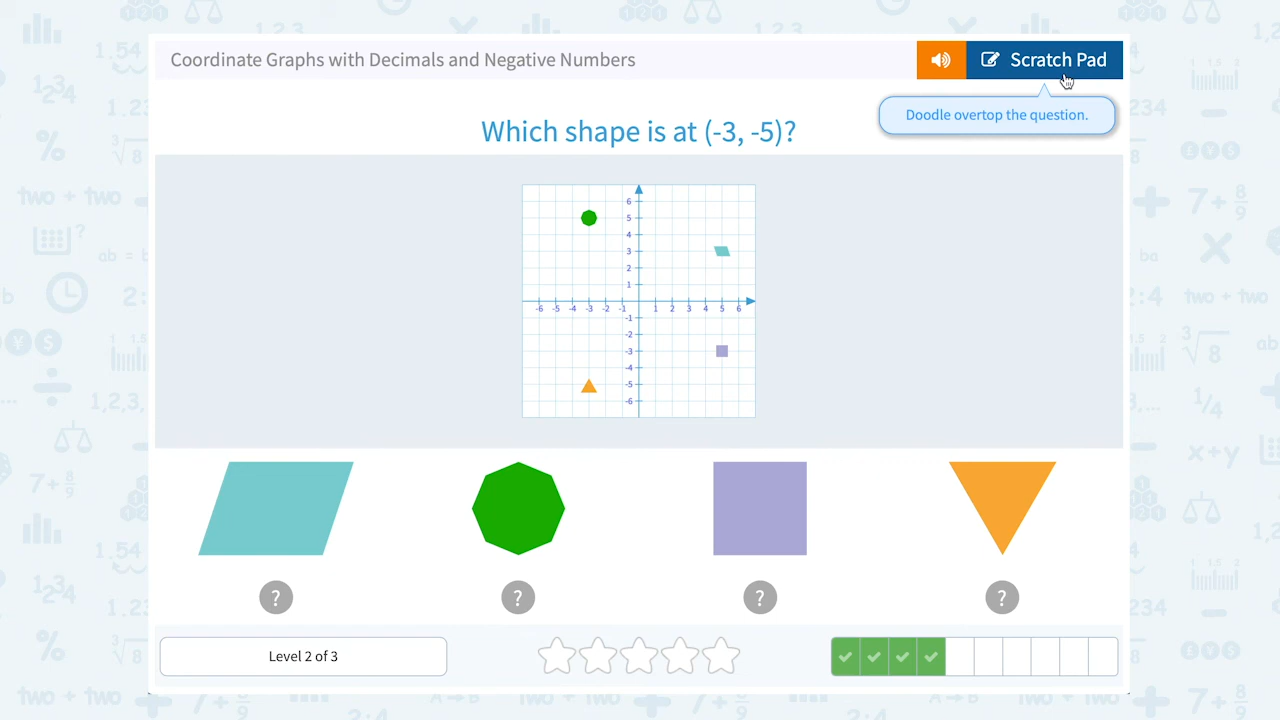 Coordinate Graphs with Decimals and Negative Numbers
Scratch Pad
Doodle overtop the question.
Which shape is at (-3, -5)?
6
5
4
3
2
1
-6 -5 -4 -3 -2 -1 1 2 3 4 5 6
-1
-2
-3
-4
-5
-6
? ? ? ?
Level 2 of 3